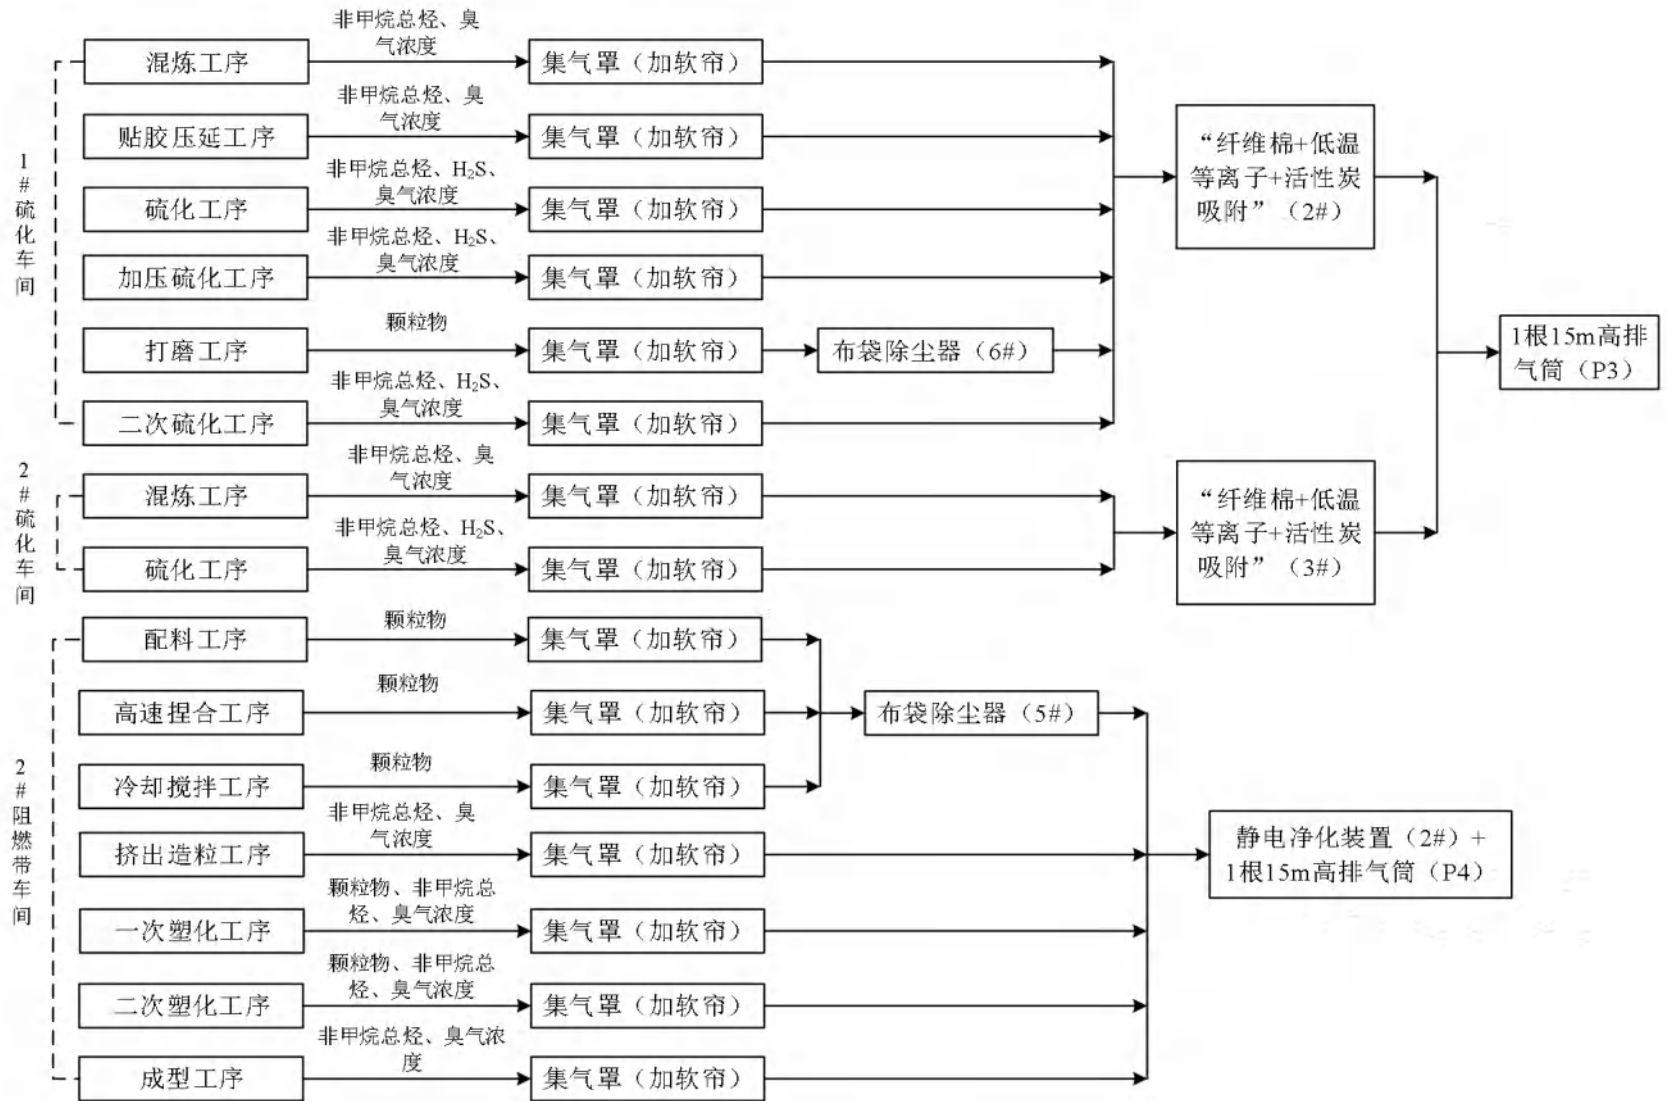 非甲烷总烃、臭
气浓度
混炼工序
集气罩（加软帘）
非甲烷总烃、臭
气浓度
贴胶压延工序
集气罩（加软帘）
“纤维棉+低温
等离子+活性炭
吸附”（2#）
1#硫化车间
非甲烷总烃、H₂S、
臭气浓度
硫化工序
集气罩（加软帘）
非甲烷总烃、H₂S、
臭气浓度
加压硫化工序
集气罩（加软帘）
颗粒物
打磨工序
集气罩（加软帘）
布袋除尘器（6#）
1根15m高排
气筒（P3）
非甲烷总烃、H₂S、
臭气浓度
二次硫化工序
集气罩（加软帘）
2#硫化车间
非甲烷总烃、臭
气浓度
混炼工序
集气罩（加软帘）
“纤维棉+低温
等离子+活性炭
吸附”（3#）
非甲烷总烃、H₂S、
臭气浓度
硫化工序
集气罩（加软帘）
颗粒物
配料工序
集气罩（加软帘）
颗粒物
高速捏合工序
集气罩（加软帘）
布袋除尘器（5#）
2#阻燃带车间
颗粒物
冷却搅拌工序
集气罩（加软帘）
非甲烷总烃、臭
气浓度
挤出造粒工序
集气罩（加软帘）
静电净化装置（2#）+
1根15m高排气筒（P4）
颗粒物、非甲烷总
烃、臭气浓度
一次塑化工序
集气罩（加软帘）
颗粒物、非甲烷总
烃、臭气浓度
二次塑化工序
集气罩（加软帘）
非甲烷总烃、臭气浓
度
成型工序
集气罩（加软帘）